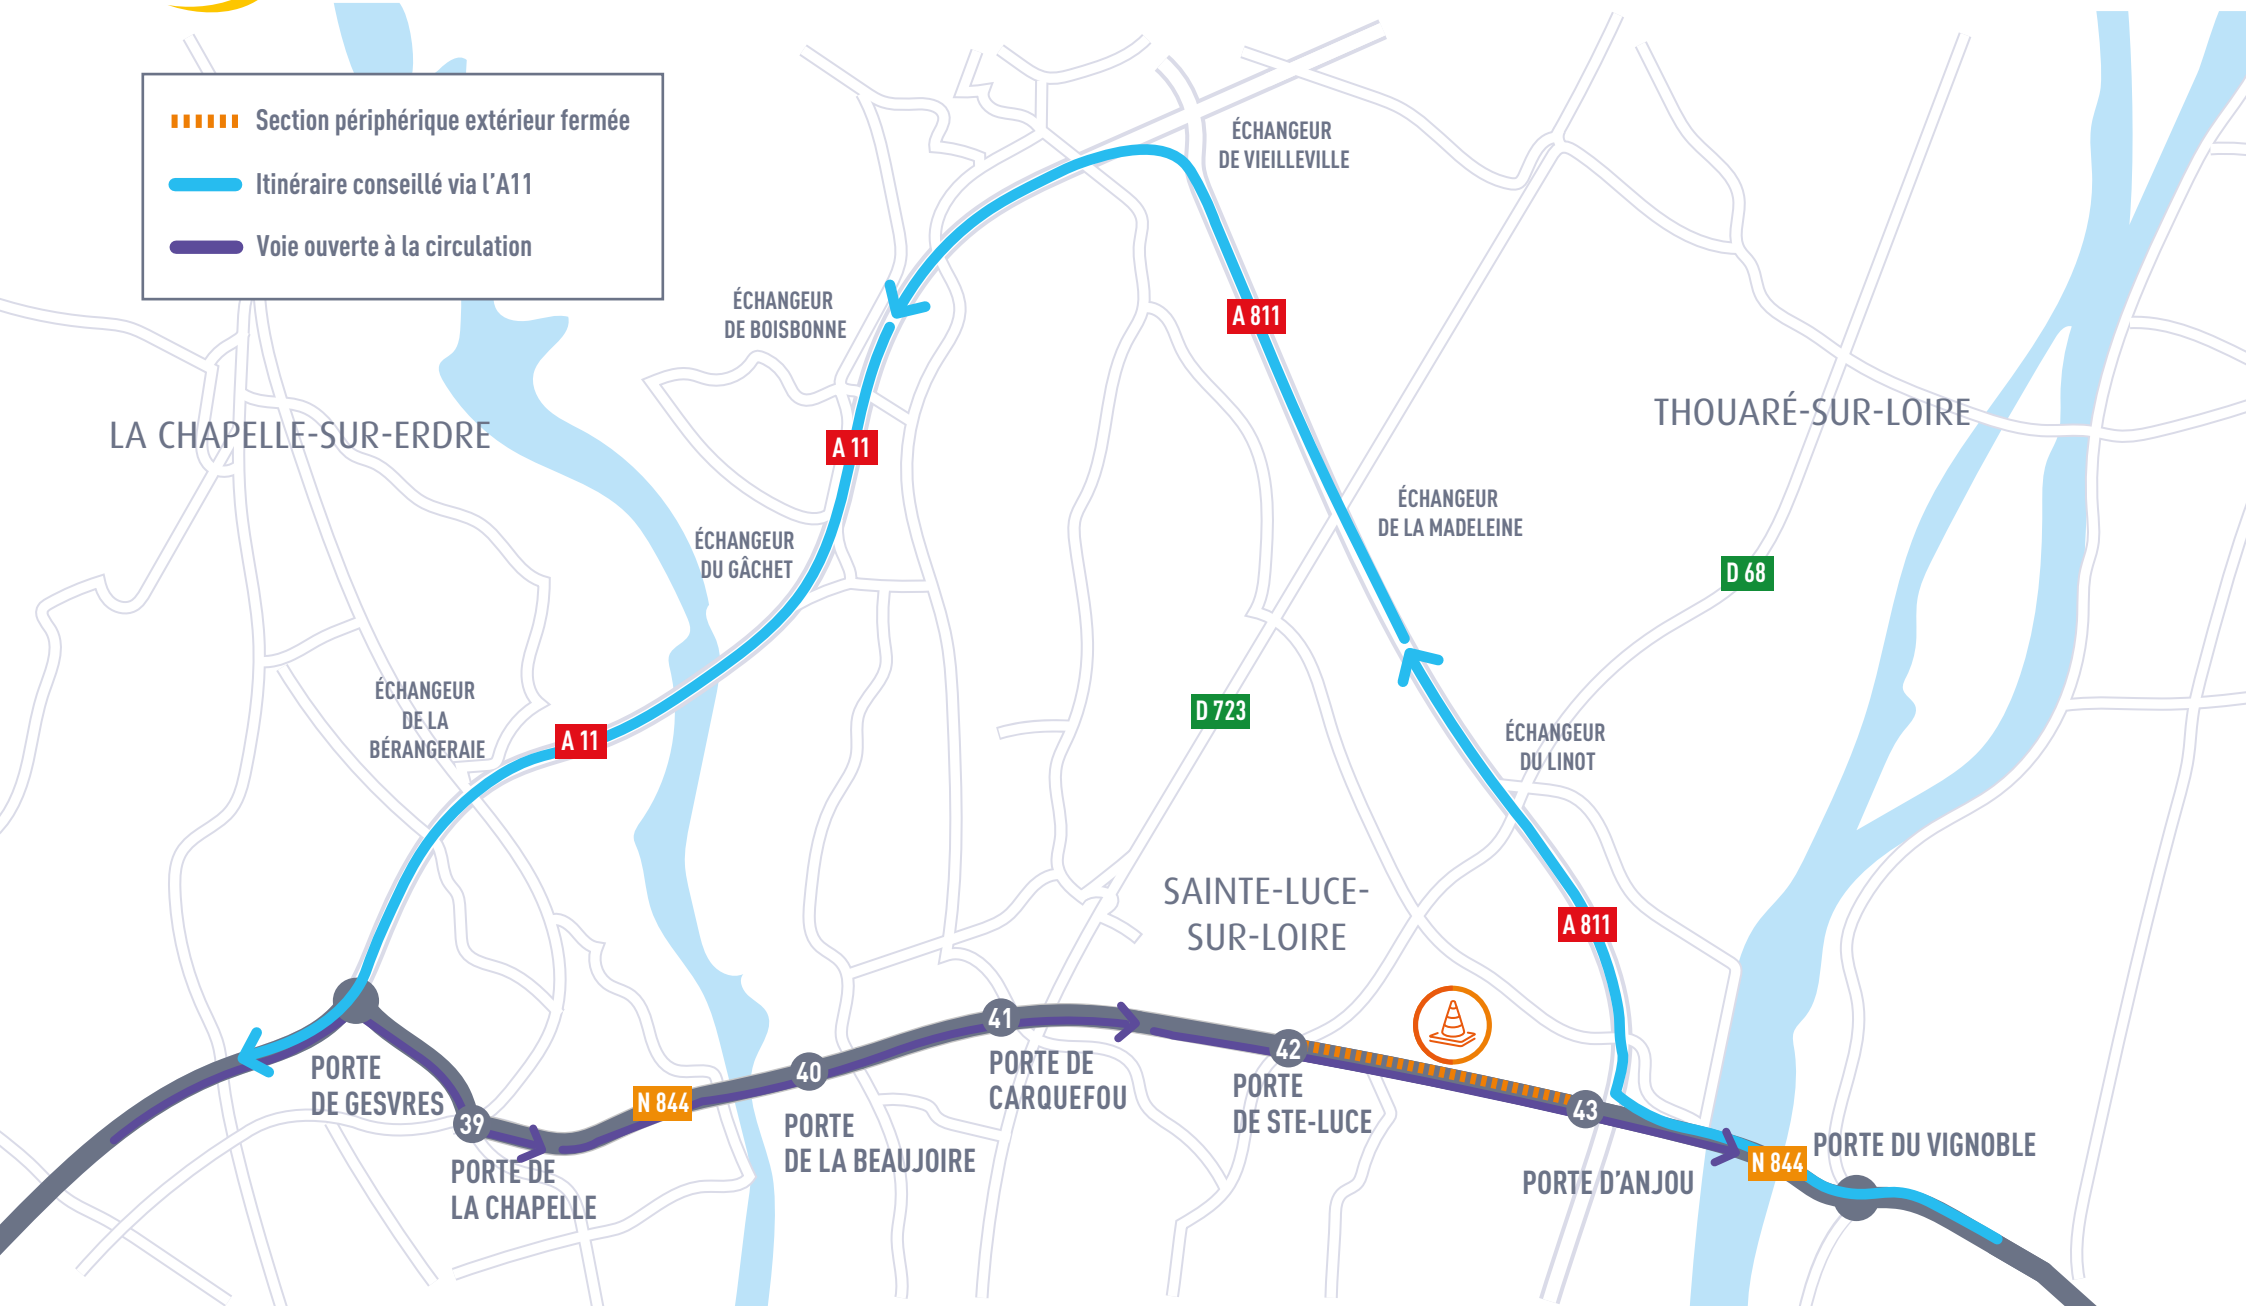 Section périphérique extérieur fermée
Itinéraire conseillé via l'A11
Voie ouverte à la circulation
ÉCHANGEUR
DE VIEILLEVILLE
ÉCHANGEUR
DE BOISBONNE
A 811
LA CHAPELLE-SUR-ERDRE
A 11
THOUARÉ-SUR-LOIRE
ÉCHANGEUR
DE LA MADELEINE
ÉCHANGEUR
DU GÂCHET
D 68
ÉCHANGEUR
DE LA
BÉRANGERAIE
A 11
D 723
ÉCHANGEUR
DU LINOT
SAINTE-LUCE-
SUR-LOIRE
A 811
PORTE
DE GESVRES
39
PORTE DE
LA CHAPELLE
N 844
40
PORTE
DE LA BEAUJOIRE
41
PORTE DE
CARQUEFOU
42
PORTE
DE STE-LUCE
43
PORTE D'ANJOU
N 844
PORTE DU VIGNOBLE